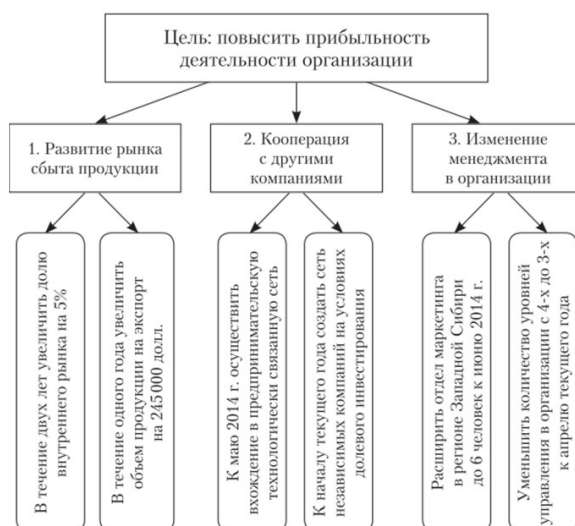 Цель: повысить прибыльность
деятельности организации
1. Развитие рынка
сбыта продукции
2. Кооперация
с другими
компаниями
3. Изменение
менеджмента
в организации
В течение двух лет увеличить долю
внутреннего рынка на 5%
В течение одного года увеличить
объем продукции на экспорт
на 245 000 долл.
К маю 2014 г. осуществить
вхождение в предпринимательскую
технологически связанную сеть
К началу текущего года создать сеть
независимых компаний на условиях
долевого инвестирования
Расширить отдел маркетинга
в регионе Западной Сибири
до 6 человек к июню 2014 г.
Уменьшить количество уровней
управления в организации с 4-х до 3-х
к апрелю текущего года